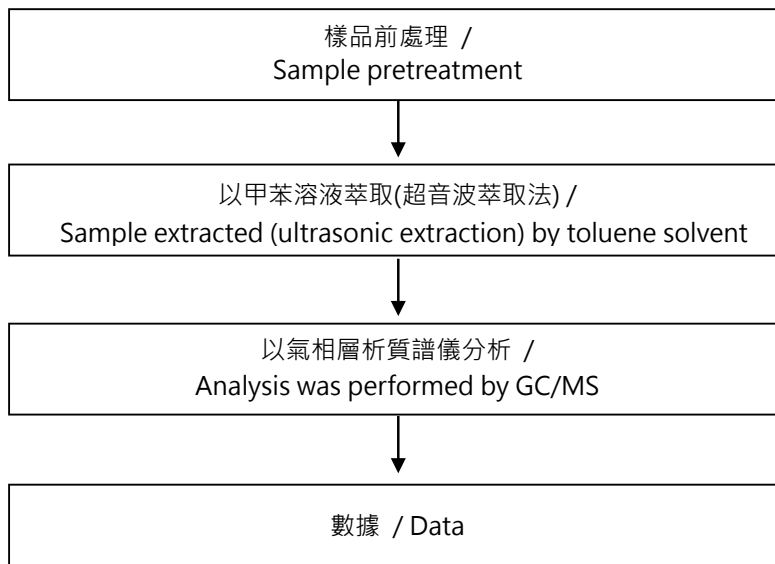 樣品前處理 /
Sample pretreatment
以甲苯溶液萃取(超音波萃取法) /
Sample extracted (ultrasonic extraction) by toluene solvent
以氣相層析質譜儀分析 /
Analysis was performed by GC/MS
數據 / Data